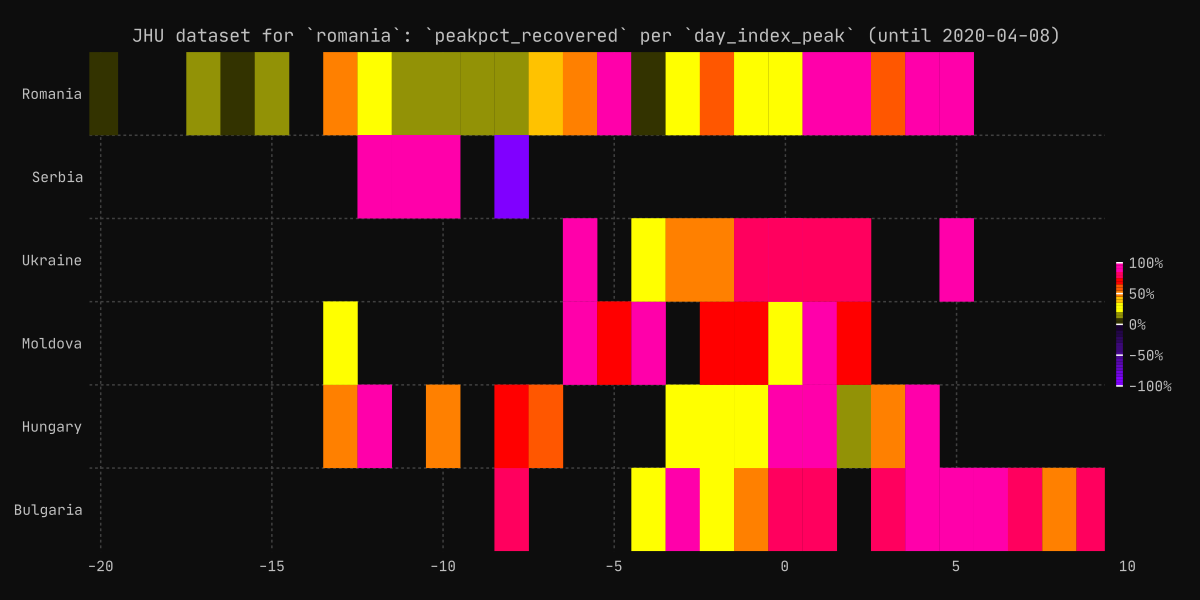 JHU dataset for `romania`: `peakpct_recovered` per `day_index_peak` (until 2020-04-08)
Romania
Serbia
Ukraine
Moldova
Hungary
Bulgaria
100%
50%
0%
-50%
-100%
-20
-15
-10
-5
0
5
10